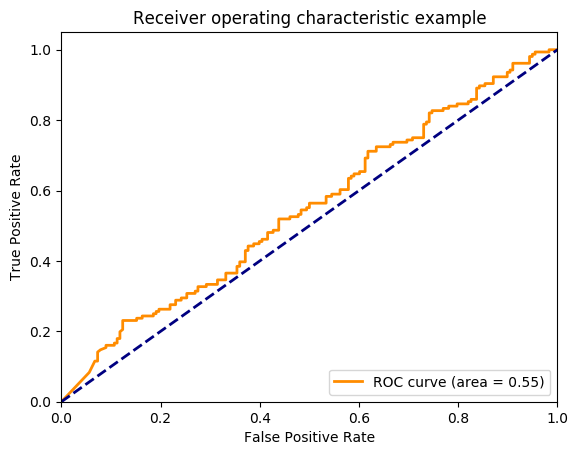 Receiver operating characteristic example
True Positive Rate
1.0
0.8
0.6
0.4
0.2
0.0
ROC curve (area = 0.55)
0.0 0.2 0.4 0.6 0.8 1.0
False Positive Rate